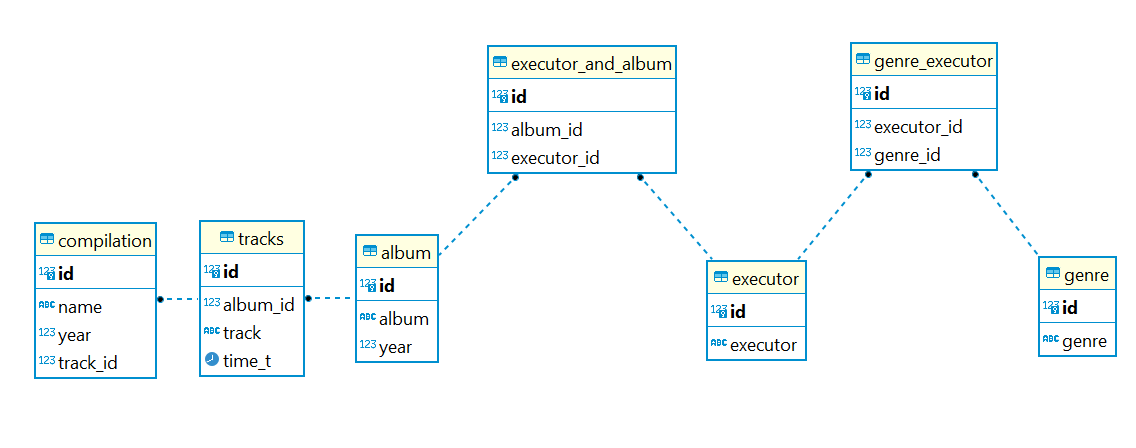 compilation
123 id
ABC name
123 year
123 track_id
tracks
123 id
123 album_id
ABC track
time_t
album
123 id
ABC album
123 year
executor_and_album
123 id
123 album_id
123 executor_id
executor
123 id
ABC executor
genre_executor
123 id
123 executor_id
123 genre_id
genre
123 id
ABC genre